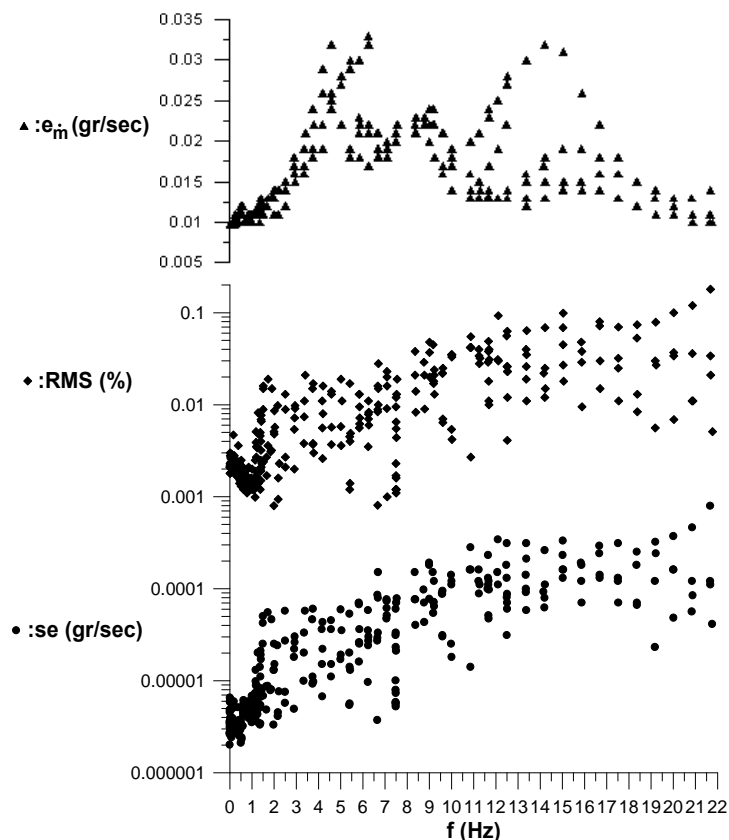 0.035
0.03
0.025
▲ :eṁ (gr/sec)
0.02
0.015
0.01
0.005
0.1
♦ :RMS (%)
0.01
0.001
0.0001
● :se (gr/sec)
0.00001
0.000001
0 1 2 3 4 5 6 7 8 9 10 11 12 13 14 15 16 17 18 19 20 21 22
f (Hz)